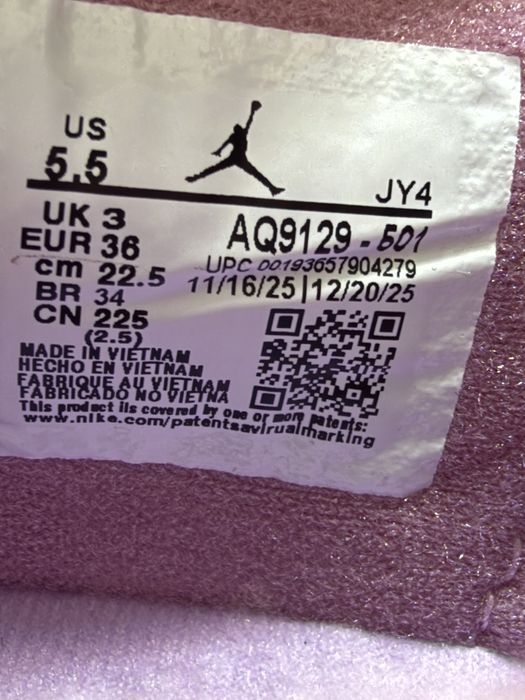 US
5.5
JY4
UK 3
EUR 36
cm 22.5
BR 34
CN 225
(2.5)
AQ9129-501
UPC 00193657904279
11/16/25|12/20/25
MADE IN VIETNAM
HECHO EN VIETNAM
FABRIQUE AU VIETNAM
FABRICADO NO VIETNA
This product iis covered by one or more patents:
www.nike.com/patentsavirualmarking